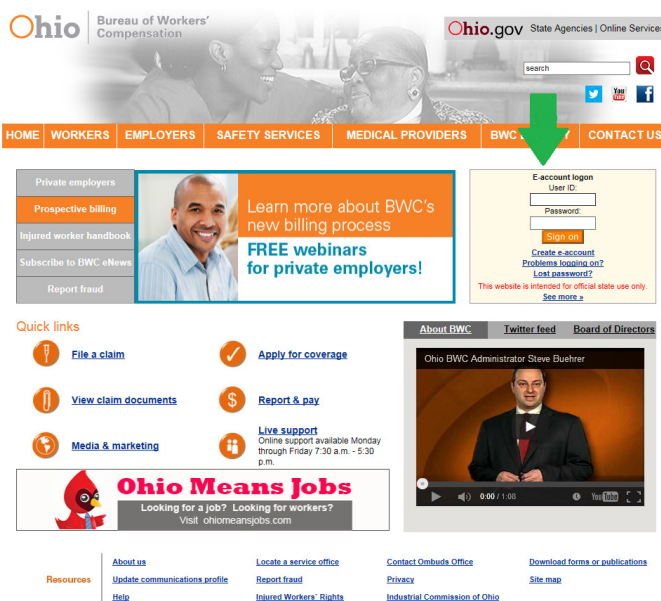 Ohio Bureau of Workers'
Compensation
Ohio.gov State Agencies | Online Services
search
You
Tube
HOME WORKERS EMPLOYERS SAFETY SERVICES MEDICAL PROVIDERS BWC CONTACT US
Private employers
Prospective billing
Injured worker handbook
Subscribe to BWC eNews
Report fraud
Learn more about BWC's
new billing process
FREE webinars
for private employers!
E-account logon
User ID:
Password:
Sign on
Create e-account
Problems logging on?
Lost password?
This website is intended for official state use only.
See more »
Quick links
File a claim
Apply for coverage
View claim documents
$
Report & pay
Media & marketing
Live support
Online support available Monday
through Friday 7:30 a.m. - 5:30
p.m.
About BWC Twitter feed Board of Directors
Ohio BWC Administrator Steve Buehrer
0:00 / 1:08 YouTube
Ohio Means Jobs
Looking for a job? Looking for workers?
Visit ohiomeansjobs.com
Resources
About us Locate a service office Contact Ombuds Office Download forms or publications
Update communications profile Report fraud Privacy Site map
Help Injured Workers' Rights Industrial Commission of Ohio